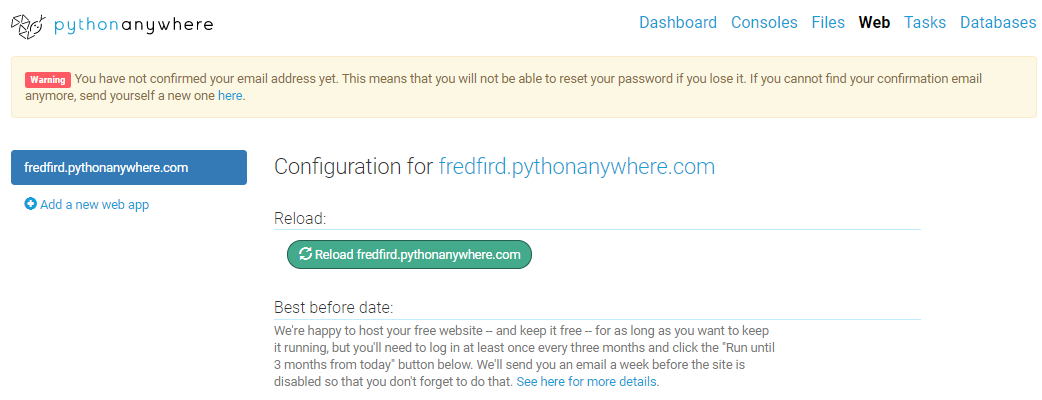 pythonanywhere
Dashboard Consoles Files Web Tasks Databases
Warning You have not confirmed your email address yet. This means that you will not be able to reset your password if you lose it. If you cannot find your confirmation email
anymore, send yourself a new one here.
fredfird.pythonanywhere.com
Add a new web app
Configuration for fredfird.pythonanywhere.com
Reload:
Reload fredfird.pythonanywhere.com
Best before date:
We're happy to host your free website -- and keep it free -- for as long as you want to keep
it running, but you'll need to log in at least once every three months and click the "Run until
3 months from today" button below. We'll send you an email a week before the site is
disabled so that you don't forget to do that. See here for more details.